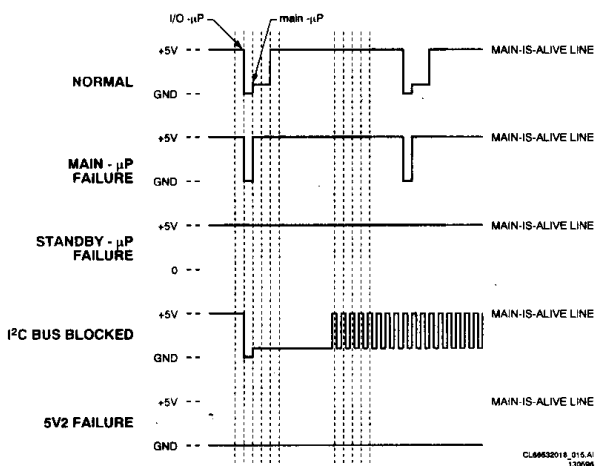 I/O -µP
main -µP
+5V
MAIN-IS-ALIVE LINE
NORMAL
GND
+5V
MAIN-IS-ALIVE LINE
MAIN - µP
FAILURE
GND
+5V
MAIN-IS-ALIVE LINE
STANDBY - µP
FAILURE
0
+5V
MAIN-IS-ALIVE LINE
I²C BUS BLOCKED
GND
+5V
MAIN-IS-ALIVE LINE
5V2 FAILURE
GND
CL66532018_015.AI